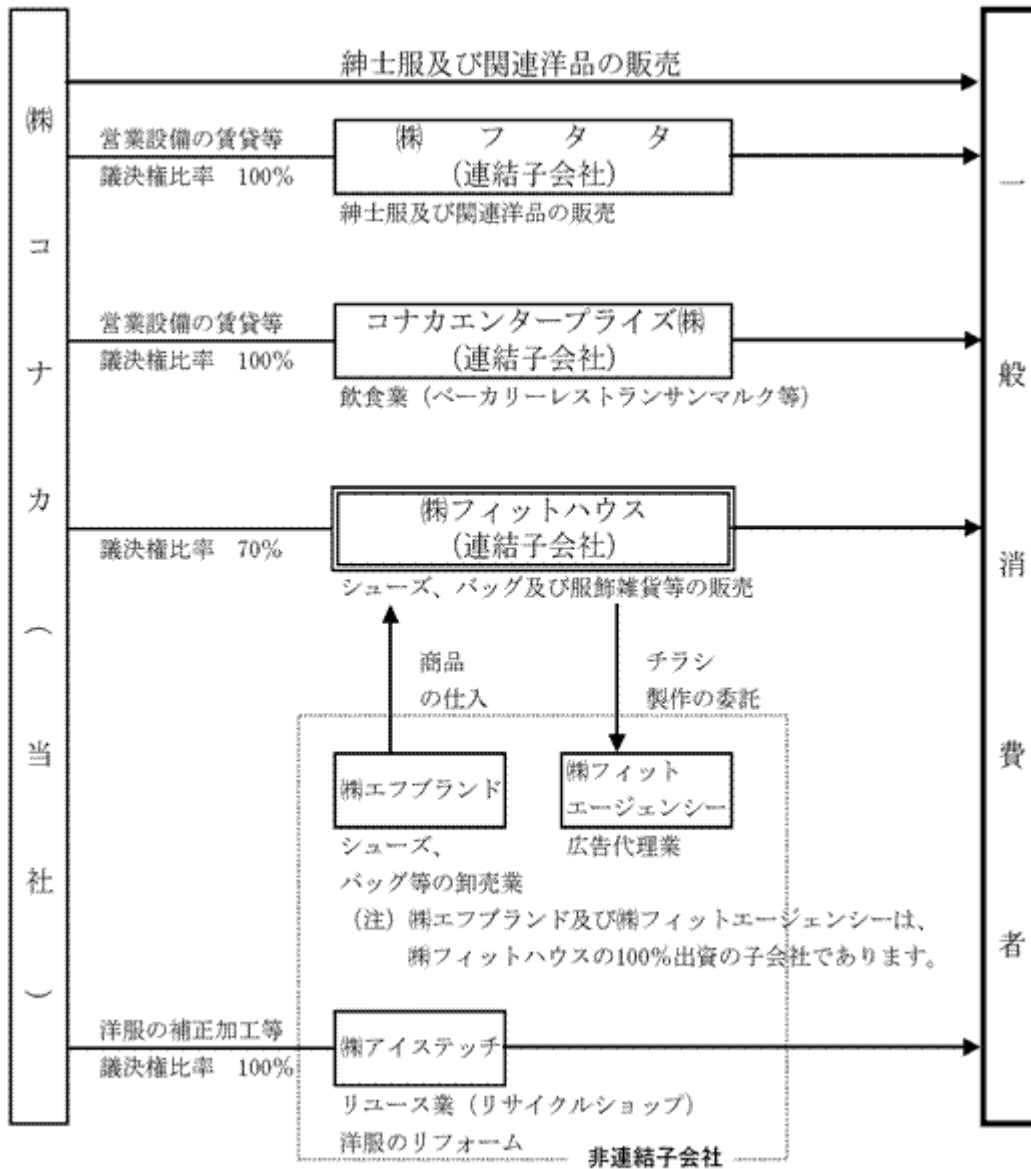 ㈱コナカ(当社)
紳士服及び関連洋品の販売
営業設備の賃貸等
議決権比率 100%
㈱フタタ
(連結子会社)
紳士服及び関連洋品の販売
営業設備の賃貸等
議決権比率 100%
コナカエンタープライズ㈱
(連結子会社)
飲食業(ベーカリーレストランサンマルク等)
議決権比率 70%
㈱フィットハウス
(連結子会社)
シューズ、バッグ及び服飾雑貨等の販売
商品
の仕入
チラシ
製作の委託
㈱エフブランド
シューズ、
バッグ等の卸売業
㈱フィット
エージェンシー
広告代理業
(注)㈱エフブランド及び㈱フィットエージェンシーは、
㈱フィットハウスの100%出資の子会社であります。
洋服の補正加工等
議決権比率 100%
㈱アイステッチ
リユース業(リサイクルショップ)
洋服のリフォーム
非連結子会社
一般消費者